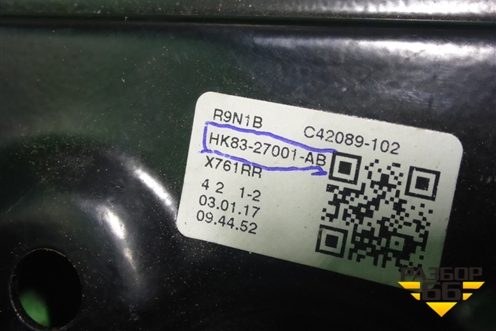 R9N1B C42089-102
HK83-27001-AB
X761RR
4 2 1-2
03.01.17
09.44.52
РАЗБОР
66